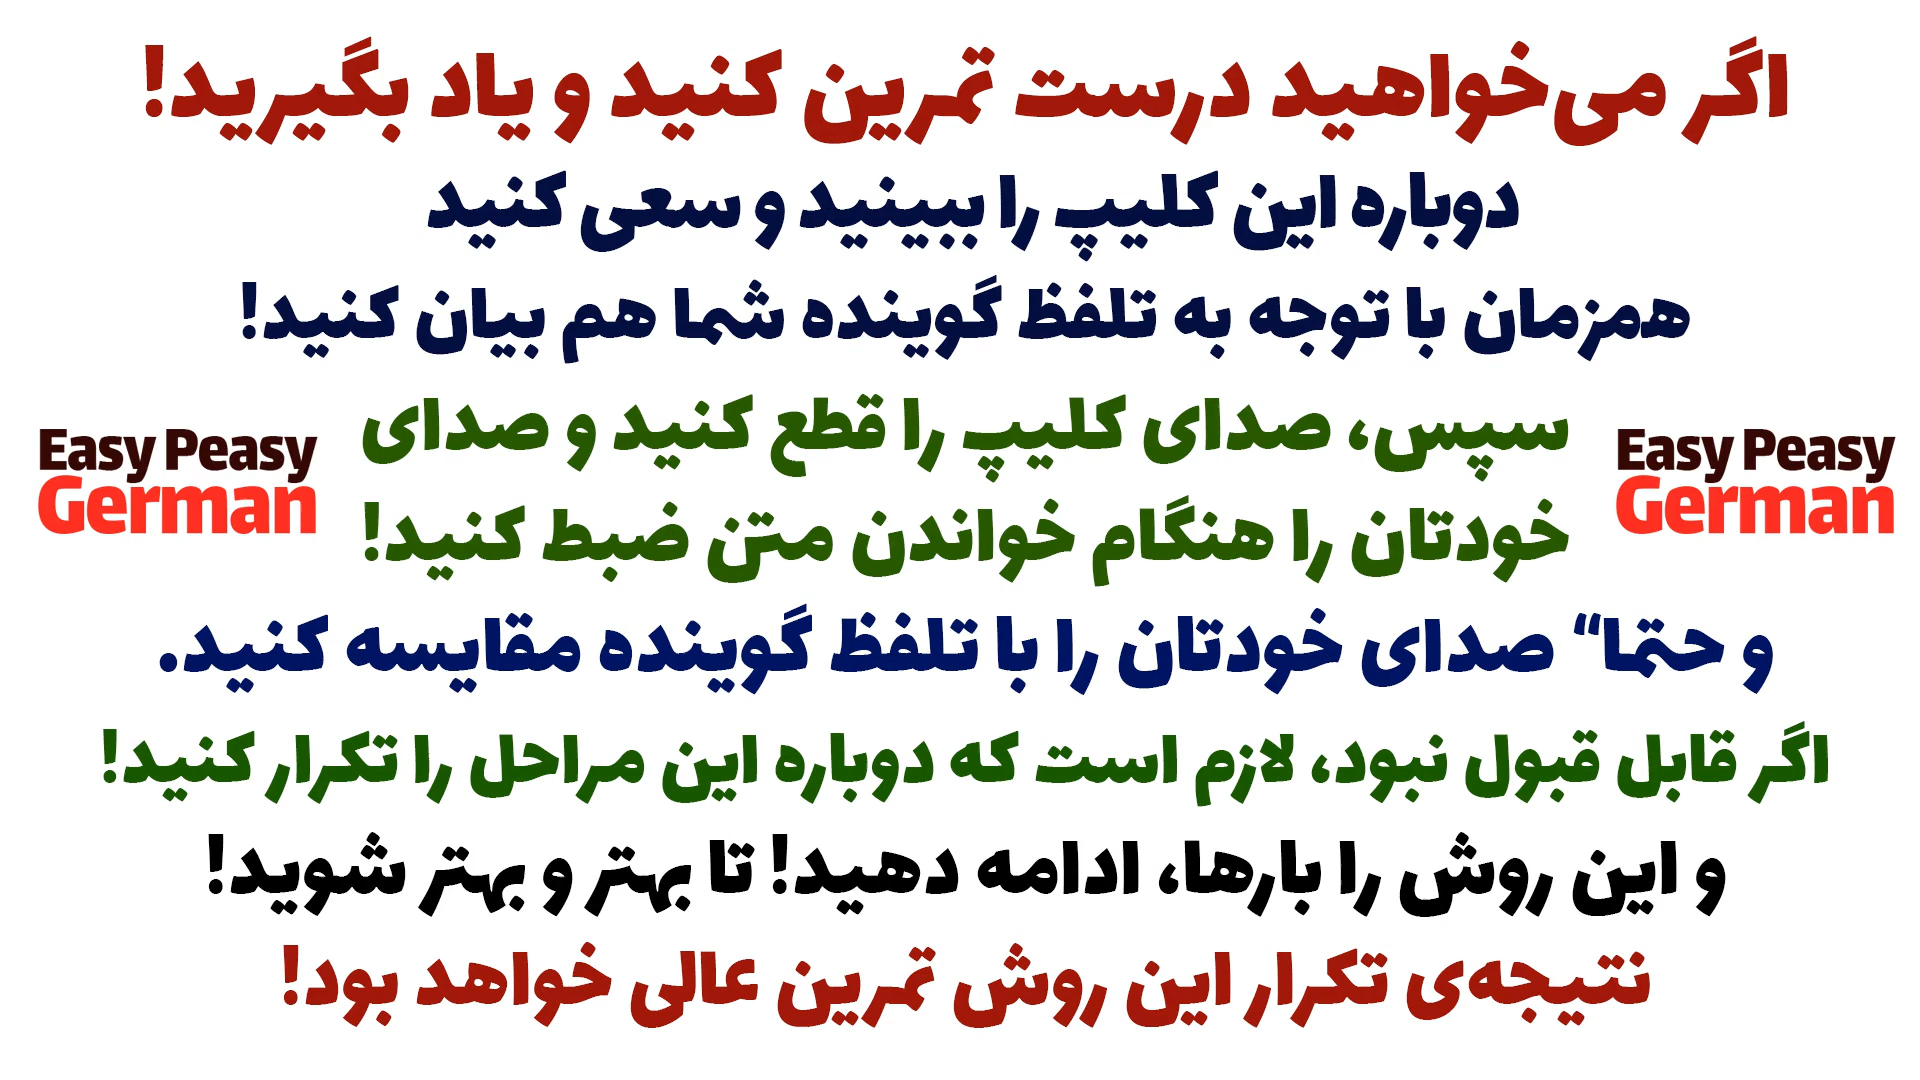 اگر می‌خواهید درست تمرین کنید و یاد بگیرید!
دوباره این کلیپ را ببینید و سعی کنید
همزمان با توجه به تلفظ گوینده شما هم بیان کنید!
سپس، صدای کلیپ را قطع کنید و صدای
خودتان را هنگام خواندن متن ضبط کنید!
Easy Peasy
German
Easy Peasy
German
و حتما“ صدای خودتان را با تلفظ گوینده مقایسه کنید.
اگر قابل قبول نبود، لازم است که دوباره این مراحل را تکرار کنید!
و این روش را بارها، ادامه دهید! تا بهتر و بهتر شوید!
نتیجه‌ی تکرار این روش تمرین عالی خواهد بود!